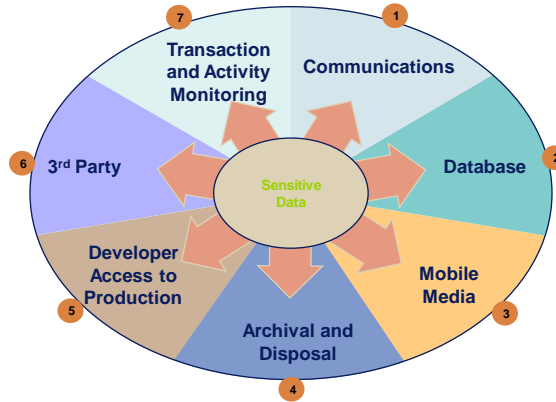 7
1
Transaction
and Activity
Monitoring
Communications
6
3rd Party
Sensitive
Data
Database
2
Developer
Access to
Production
5
Mobile
Media
3
Archival and
Disposal
4